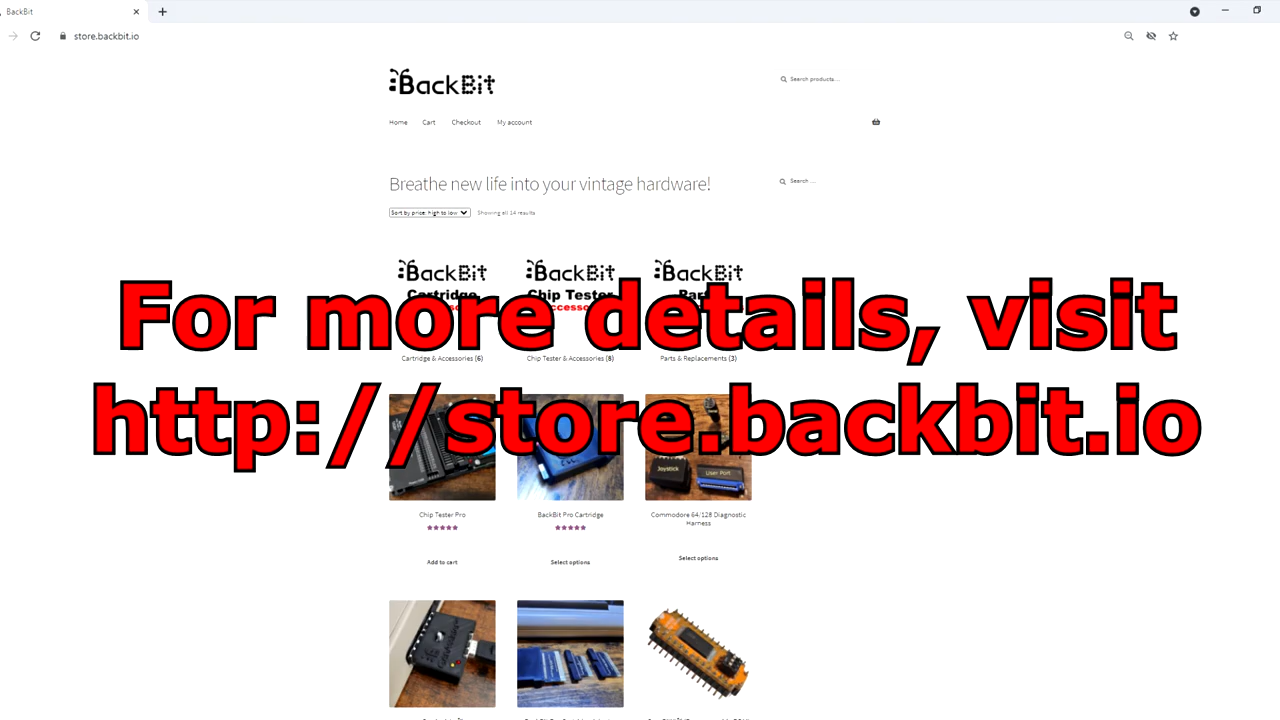 BackBit
store.backbit.io
BackBit
Search products…
Home Cart Checkout My account
Breathe new life into your vintage hardware!
Search …
Sort by price: high to low
Showing all 14 results
BackBit BackBit BackBit
Cartridge Chip Tester
For more details, visit
http://store.backbit.io
Cartridge & Accessories (6) Chip Tester & Accessories (8) Parts & Replacements (3)
Joystick User Port
Chip Tester Pro BackBit Pro Cartridge Commodore 64/128 Diagnostic
Harness
Add to cart Select options Select options